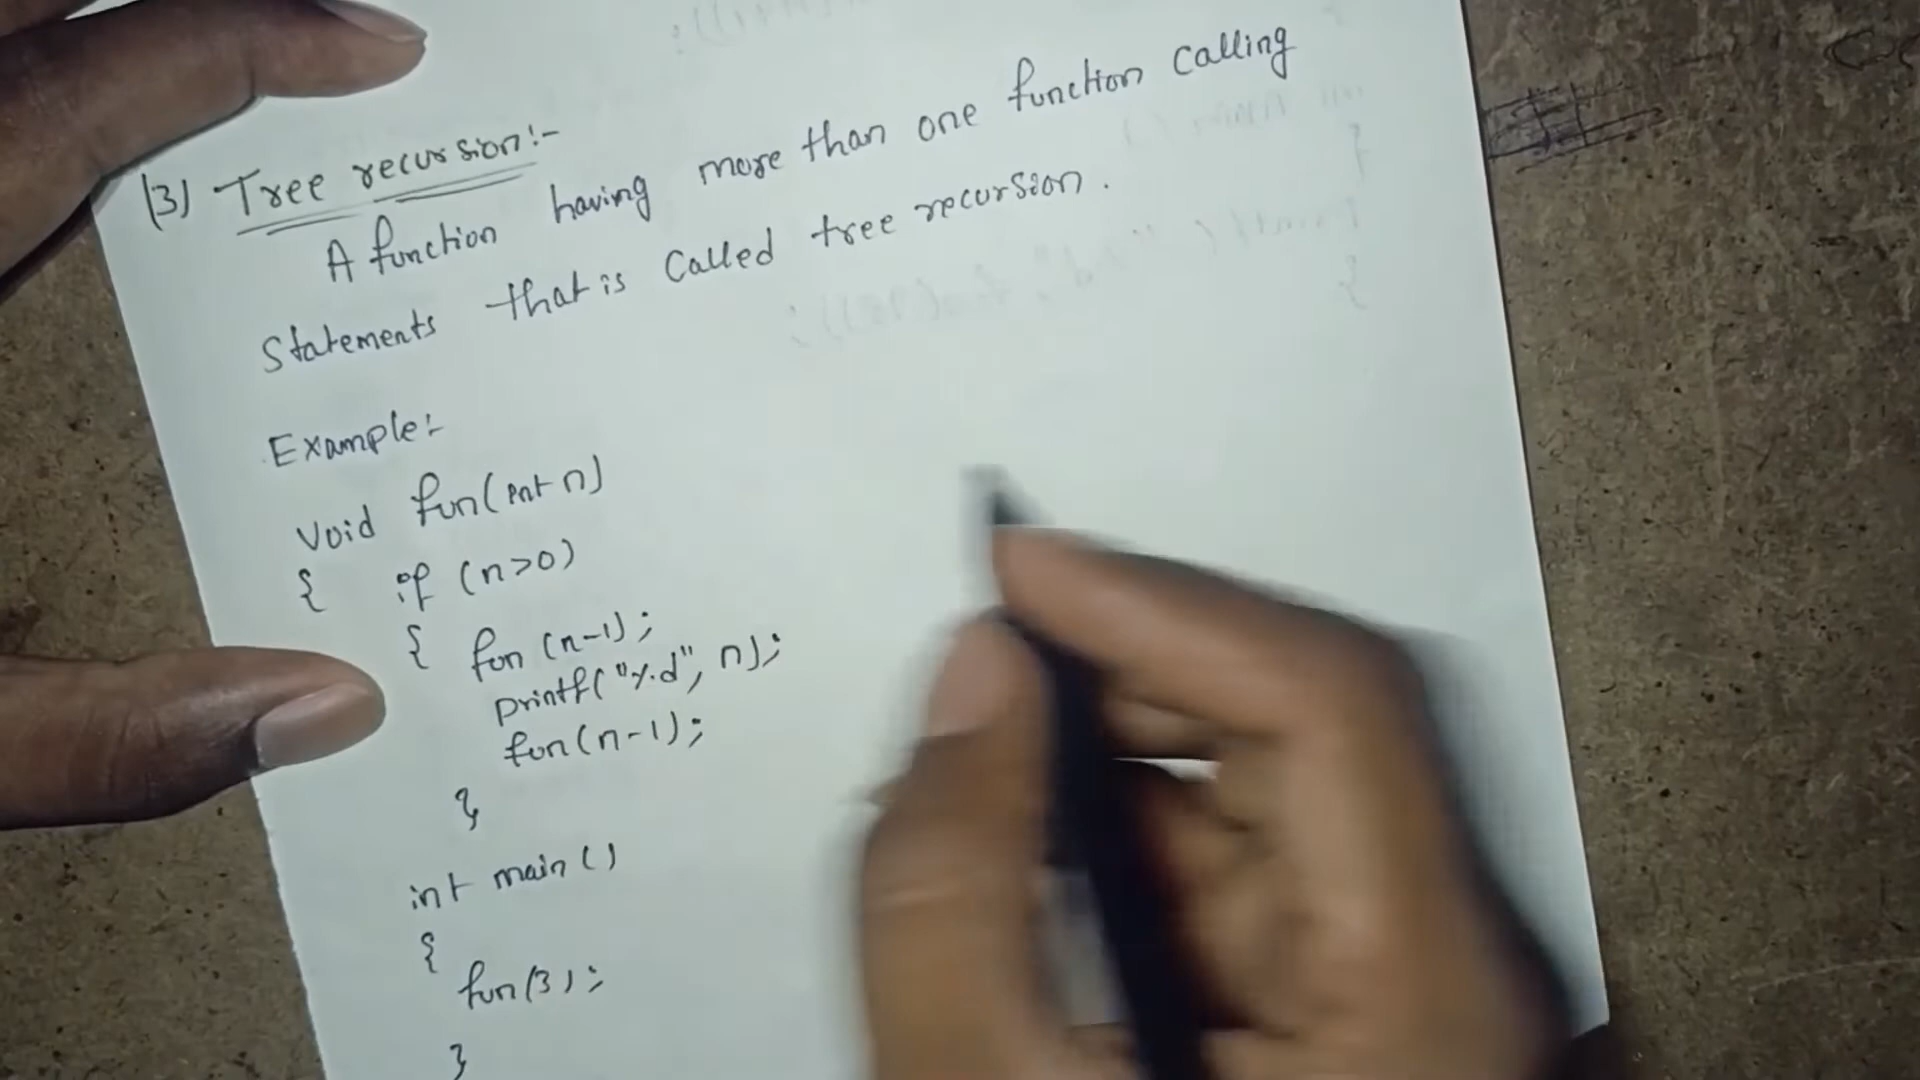 (3) Tree recursion:-
A function having more than one function calling
Statements that is Called tree recursion.
Example:-
Void fun(int n)
{ if (n>0)
{ fun (n-1);
printf("%d", n);
fun(n-1);
}
int main ()
{
fun(3);
}